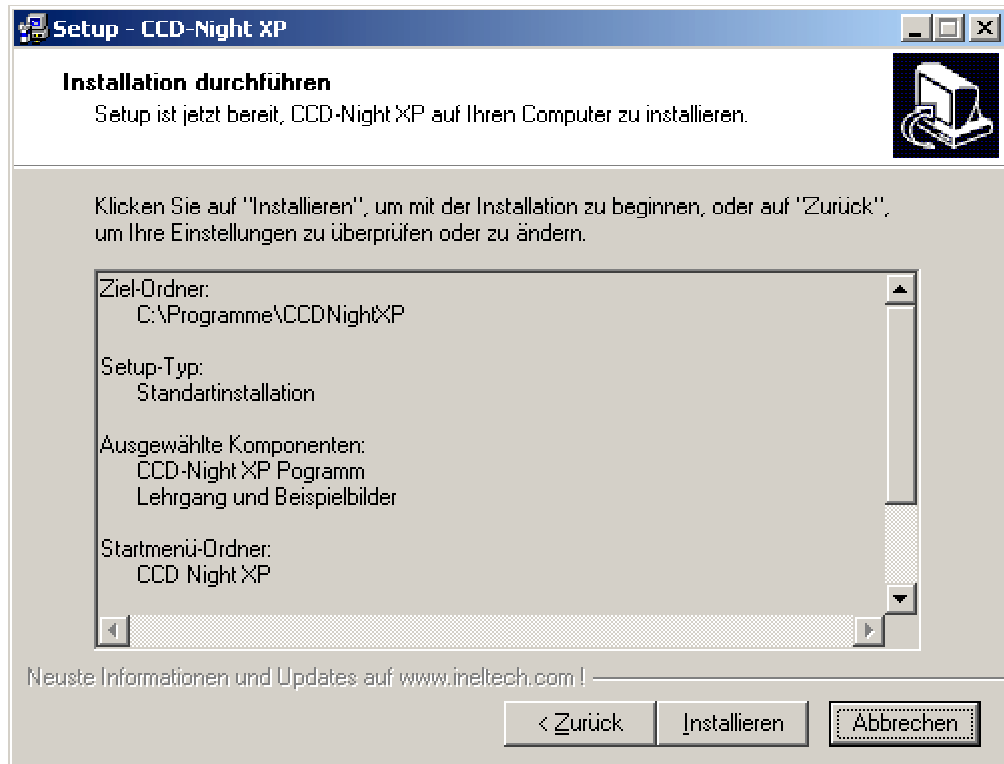 Setup - CCD-Night XP
Installation durchführen
Setup ist jetzt bereit, CCD-Night XP auf Ihren Computer zu installieren.
Klicken Sie auf "Installieren", um mit der Installation zu beginnen, oder auf "Zurück",
um Ihre Einstellungen zu überprüfen oder zu ändern.
Ziel-Ordner:
C:\Programme\CCDNightXP
Setup-Typ:
Standartinstallation
Ausgewählte Komponenten:
CCD-Night XP Pogramm
Lehrgang und Beispielbilder
Startmenü-Ordner:
CCD Night XP
Neuste Informationen und Updates auf www.ineltech.com !
< Zurück
Installieren
Abbrechen